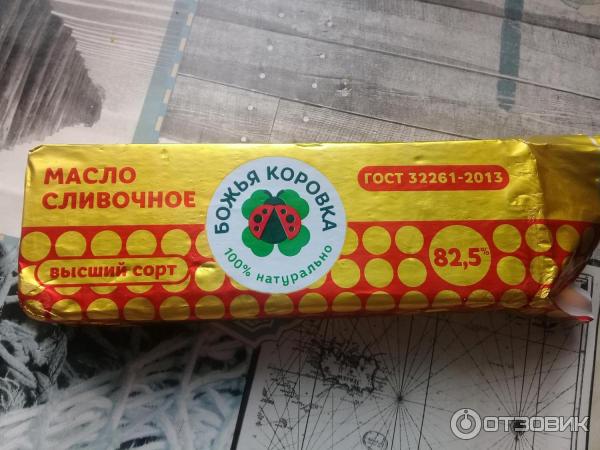 МАСЛО
СЛИВОЧНОЕ
высший сорт
БОЖЬЯ КОРОВКА
100% натурально
ГОСТ 32261-2013
82,5%
ОТЗОВИК